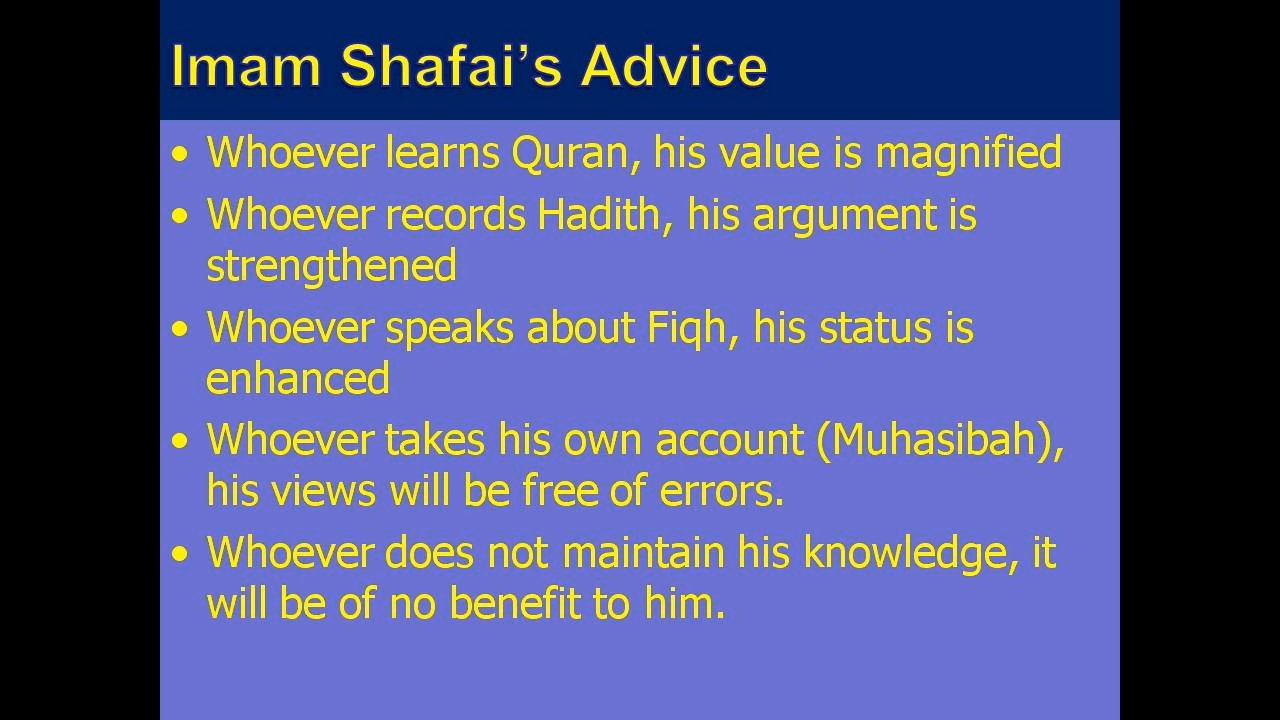 Imam Shafai’s Advice
• Whoever learns Quran, his value is magnified
• Whoever records Hadith, his argument is
strengthened
• Whoever speaks about Fiqh, his status is
enhanced
• Whoever takes his own account (Muhasibah),
his views will be free of errors.
• Whoever does not maintain his knowledge, it
will be of no benefit to him.